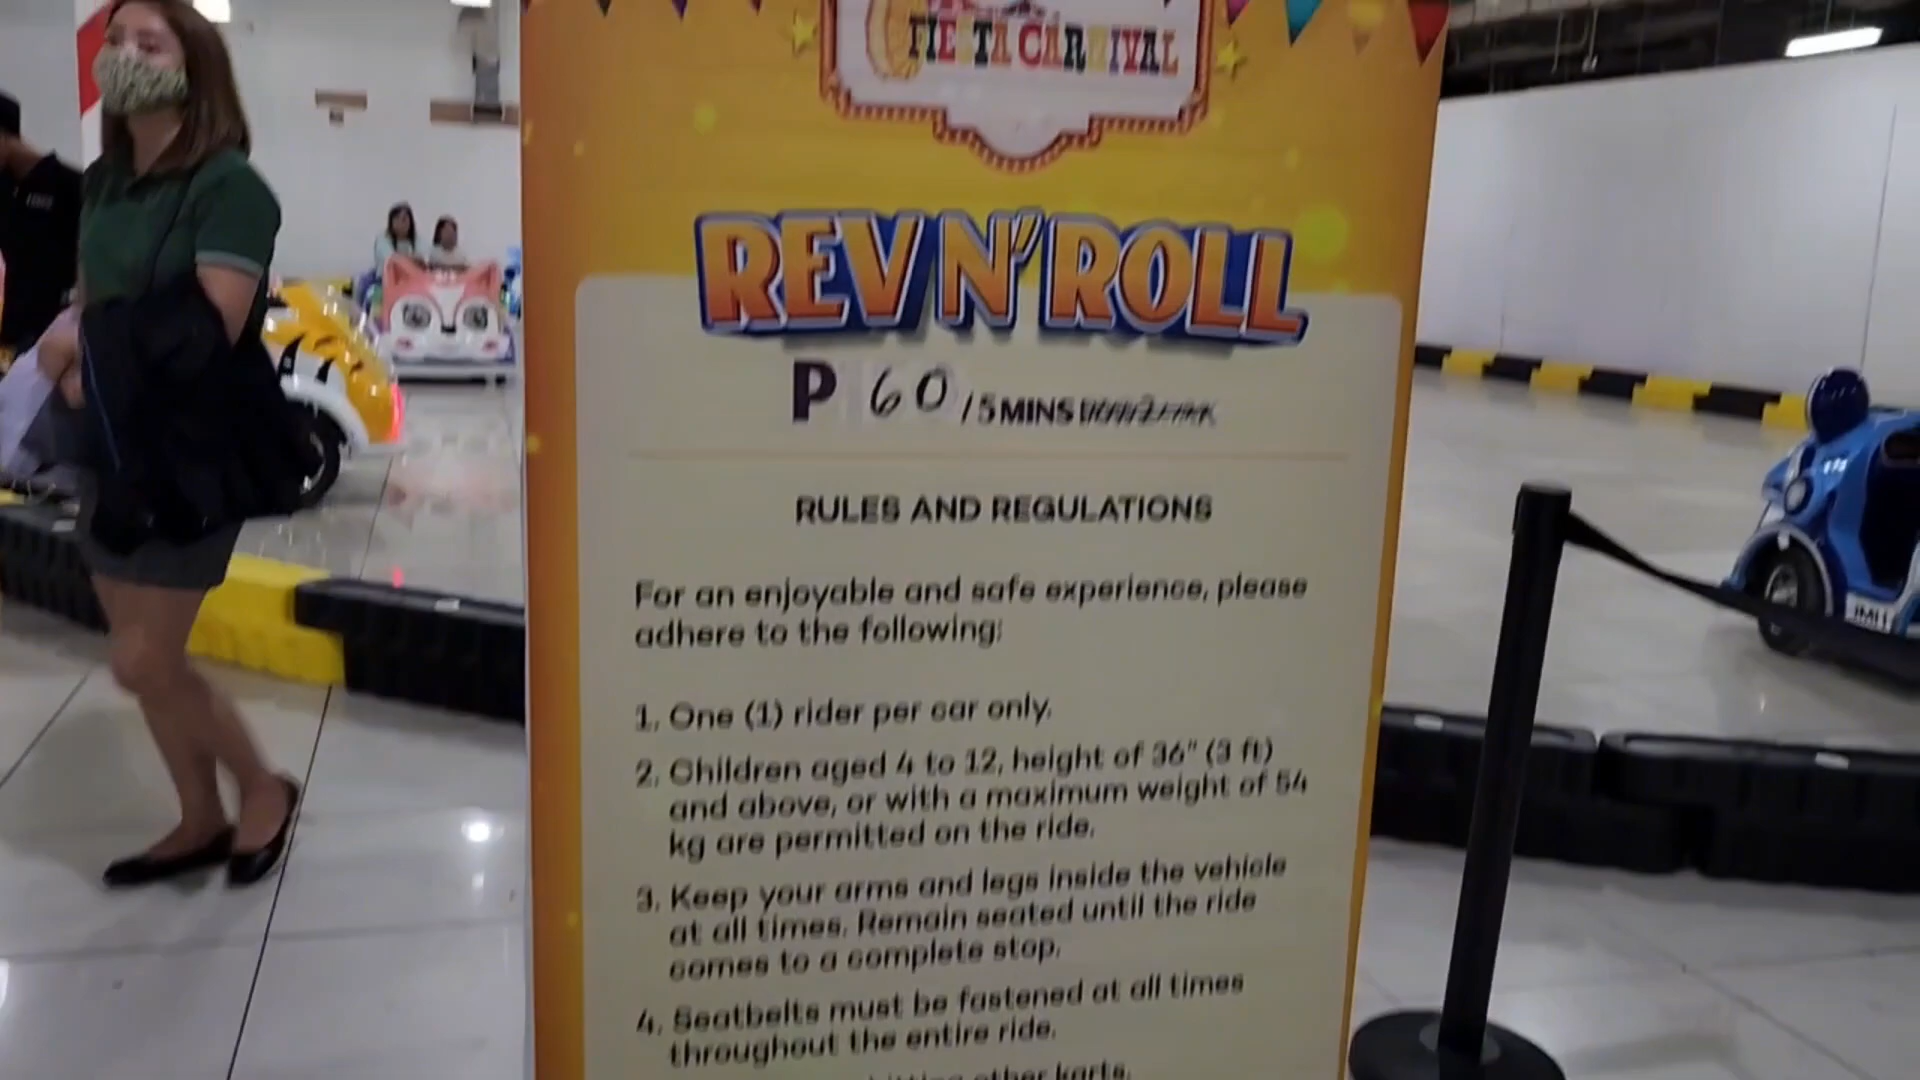 FIESTA CARNIVAL
REV N' ROLL
P 60 /5 MINS
RULES AND REGULATIONS
For an enjoyable and safe experience, please
adhere to the following:
1. One (1) rider per car only.
2. Children aged 4 to 12, height of 36" (3 ft)
and above, or with a maximum weight of 54
kg are permitted on the ride.
3. Keep your arms and legs inside the vehicle
at all times. Remain seated until the ride
comes to a complete stop.
4. Seatbelts must be fastened at all times
throughout the entire ride.
other karts.